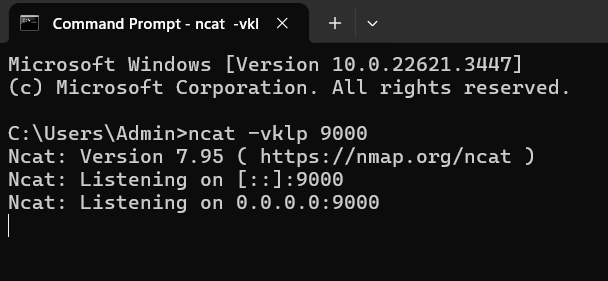 Command Prompt - ncat -vkl
Microsoft Windows [Version 10.0.22621.3447]
(c) Microsoft Corporation. All rights reserved.
C:\Users\Admin>ncat -vklp 9000
Ncat: Version 7.95 ( https://nmap.org/ncat )
Ncat: Listening on [::]:9000
Ncat: Listening on 0.0.0.0:9000